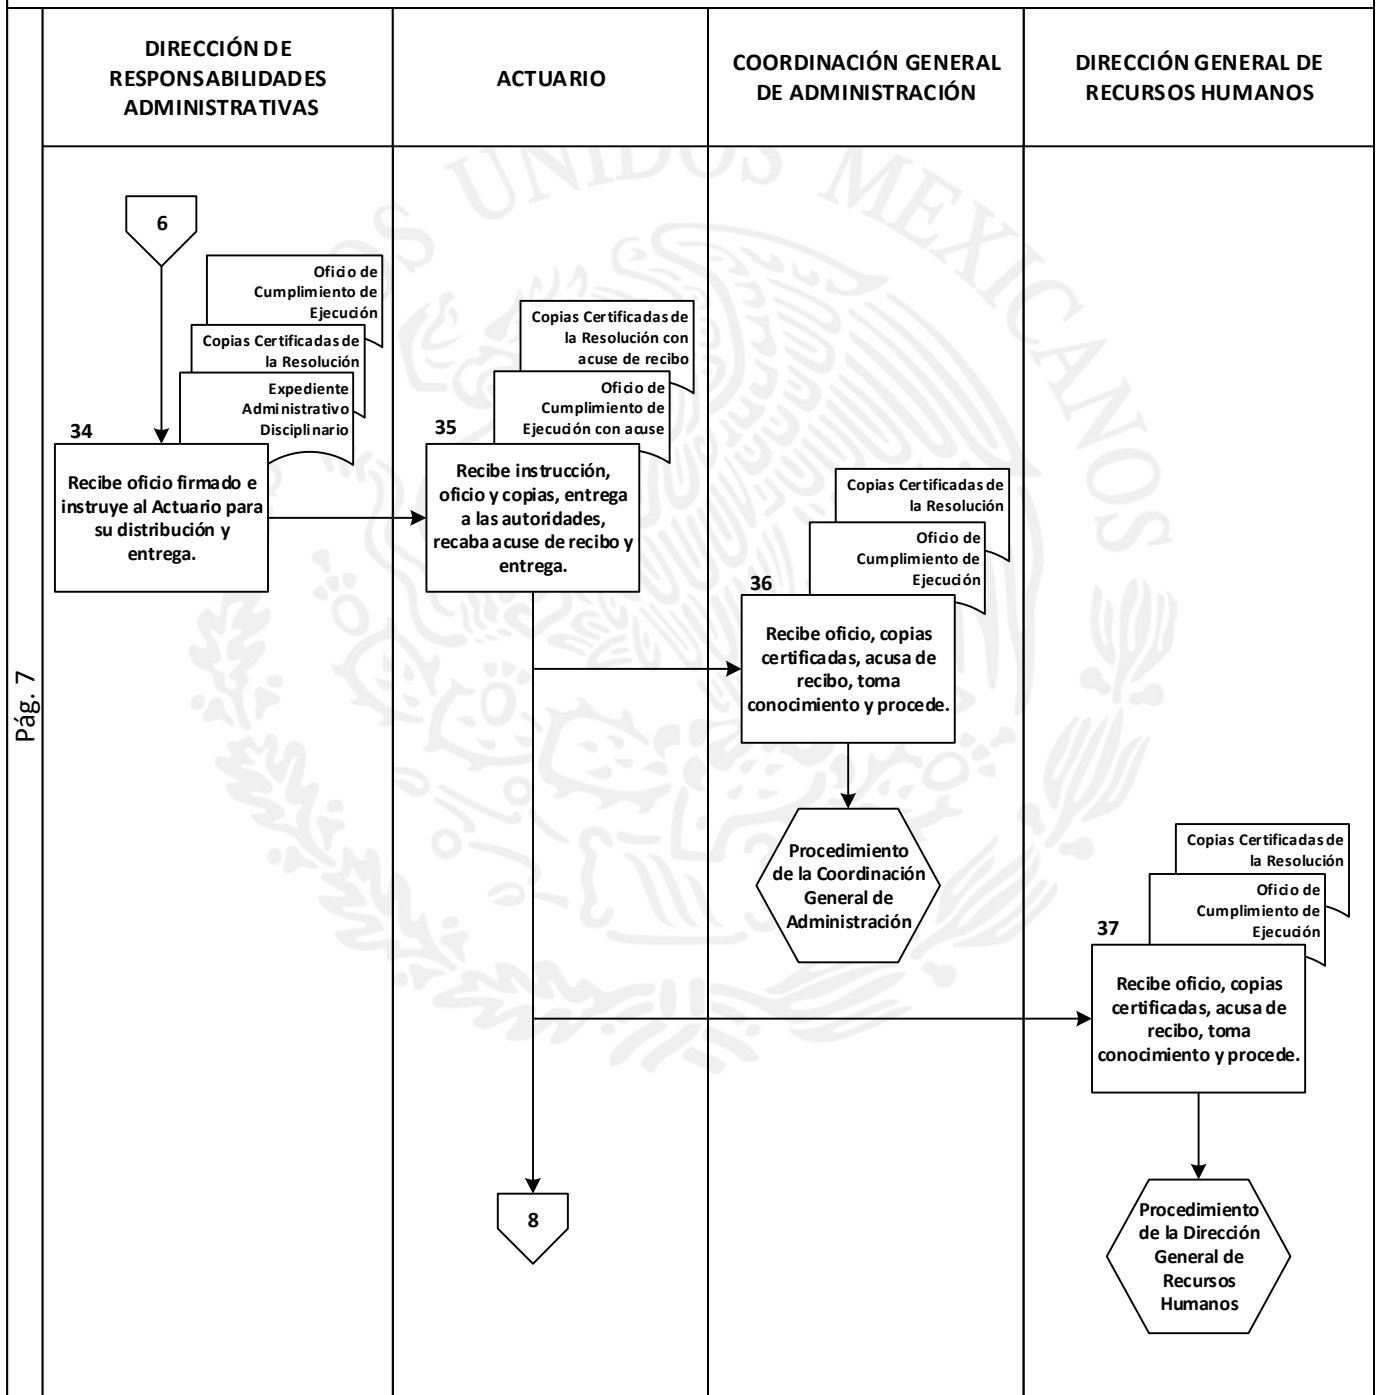 DIRECCIÓN DE
RESPONSABILIDADES
ADMINISTRATIVAS
ACTUARIO
COORDINACIÓN GENERAL
DE ADMINISTRACIÓN
DIRECCIÓN GENERAL DE
RECURSOS HUMANOS
Pág. 7
UNIDOS MEXICANOS
6
Oficio de
Cumplimiento de
Ejecución
Copias Certificadas de
la Resolución
Expediente
Administrativo
Disciplinario
34
Recibe oficio firmado e
instruye al Actuario para
su distribución y
entrega.
Copias Certificadas de
la Resolución con
acuse de recibo
Oficio de
Cumplimiento de
Ejecución con acuse
35
Recibe instrucción,
oficio y copias, entrega
a las autoridades,
recaba acuse de recibo y
entrega.
Copias Certificadas de
la Resolución
Oficio de
Cumplimiento de
Ejecución
36
Recibe oficio, copias
certificadas, acusa de
recibo, toma
conocimiento y procede.
Procedimiento
de la Coordinación
General de
Administración
Copias Certificadas de
la Resolución
Oficio de
Cumplimiento de
Ejecución
37
Recibe oficio, copias
certificadas, acusa de
recibo, toma
conocimiento y procede.
8
Procedimiento
de la Dirección
General de
Recursos
Humanos